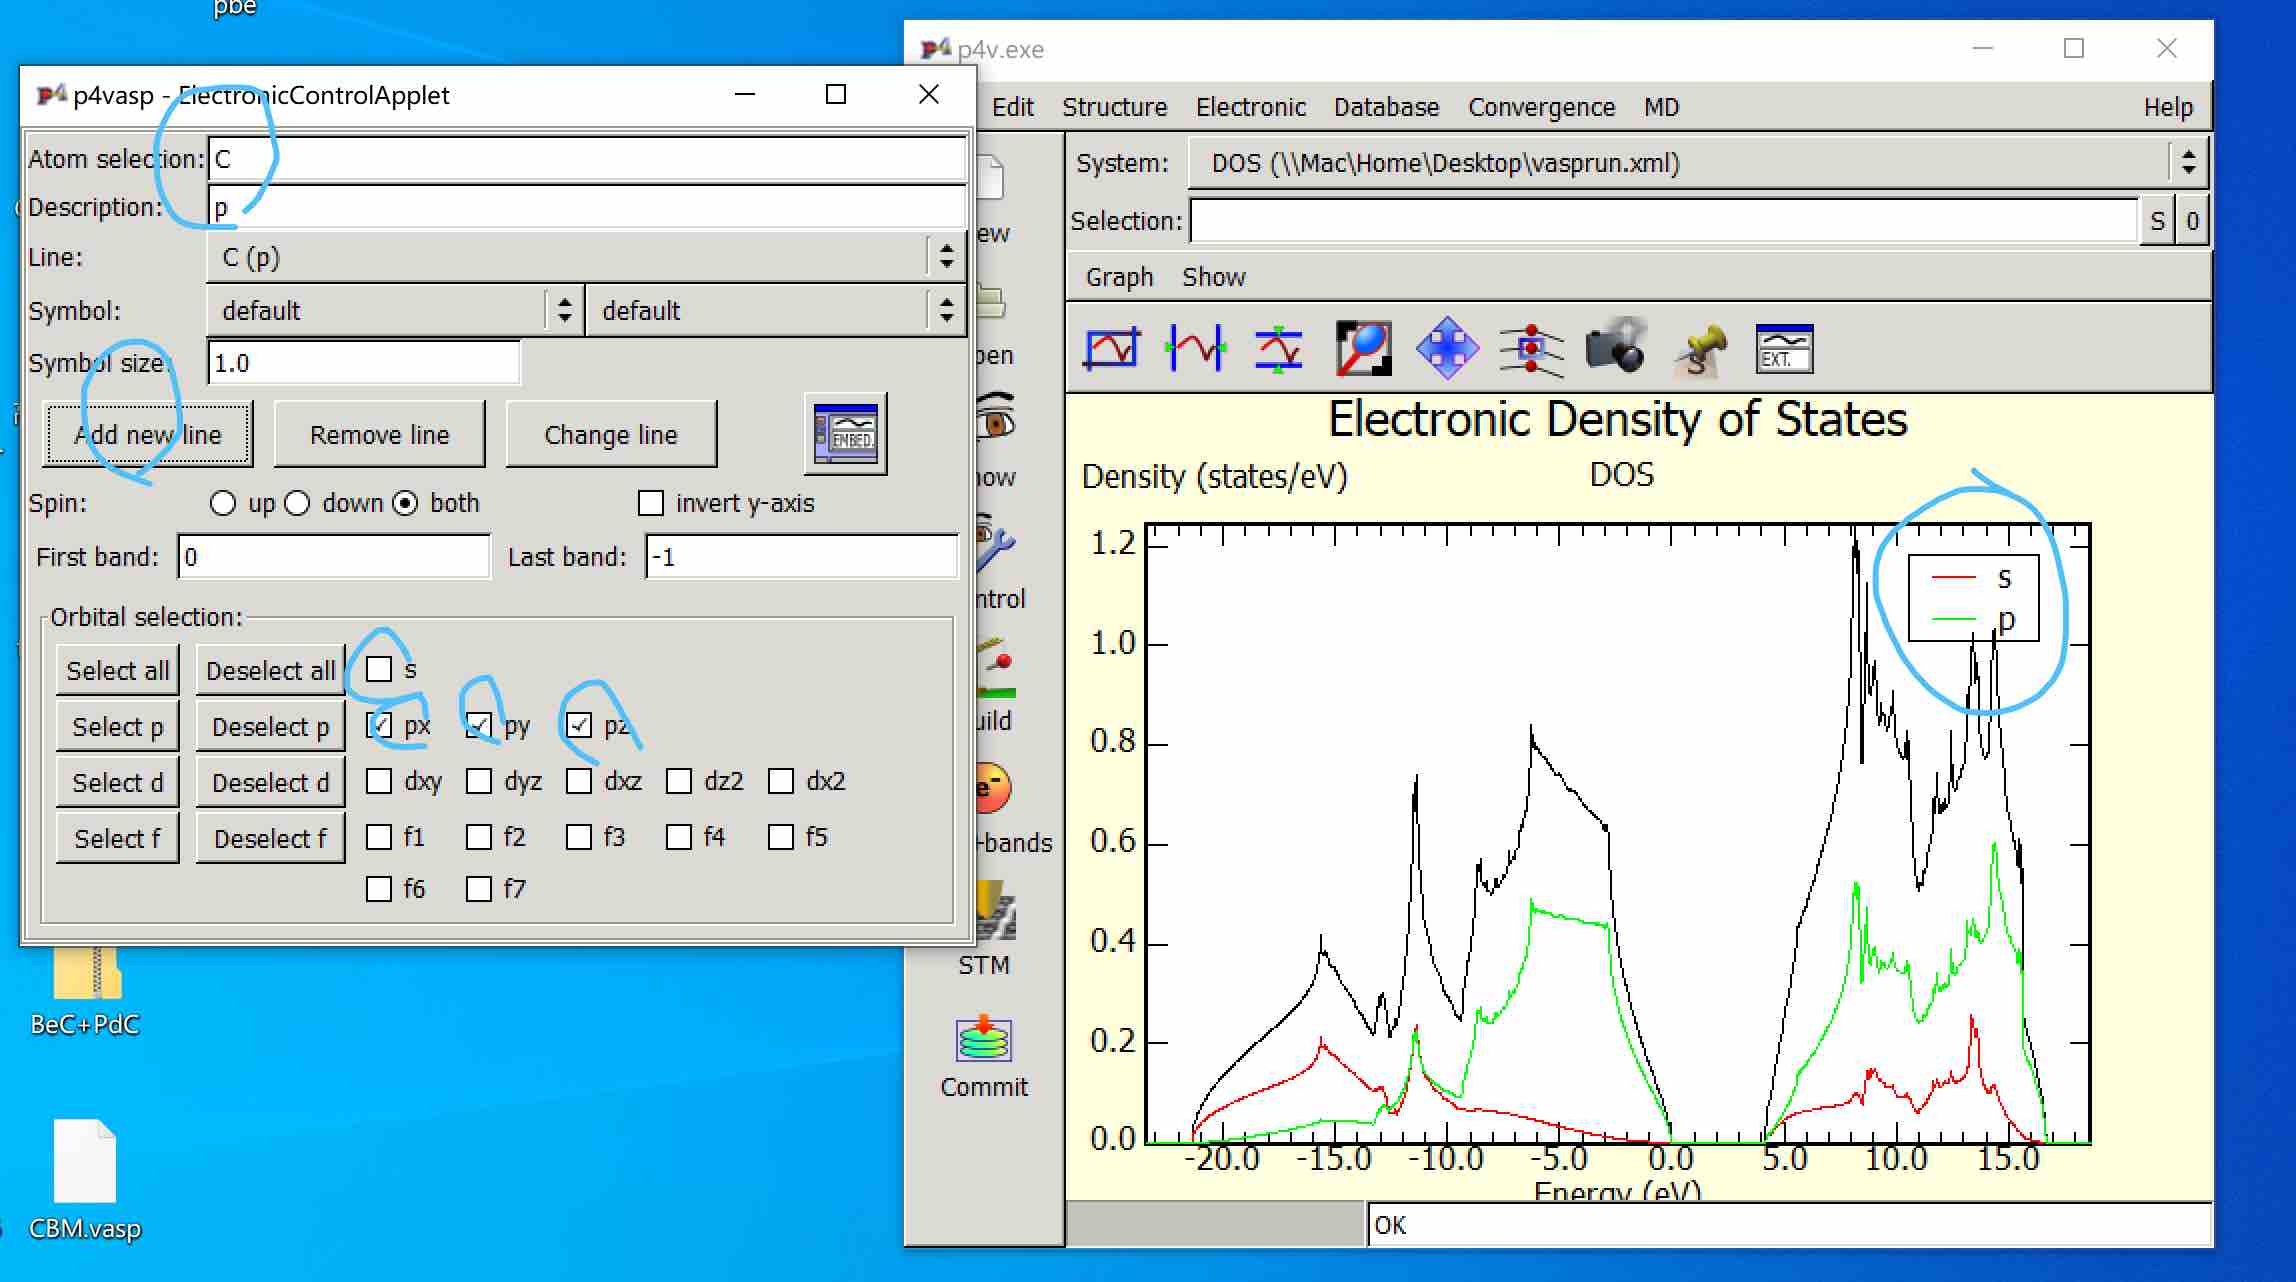 pbe
p4v.exe
p4vasp - ElectronicControlApplet
Edit Structure Electronic Database Convergence MD Help
Atom selection: C
Description: p
Line: C (p)
Symbol: default default
Symbol size: 1.0
Add new line Remove line Change line EMBED.
Spin: up down both invert y-axis
First band: 0 Last band: -1
Orbital selection:
Select all Deselect all s
Select p Deselect p px py pz
Select d Deselect d dxy dyz dxz dz2 dx2
Select f Deselect f f1 f2 f3 f4 f5
f6 f7
System: DOS (\\Mac\Home\Desktop\vasprun.xml)
Selection: S 0
Graph Show
EXT.
ew
pen
how
ntrol
uild
e-
-bands
STM
Commit
Electronic Density of States
Density (states/eV) DOS
s
p
1.2
1.0
0.8
0.6
0.4
0.2
0.0
-20.0 -15.0 -10.0 -5.0 0.0 5.0 10.0 15.0
Energy (eV)
OK
BeC+PdC
CBM.vasp